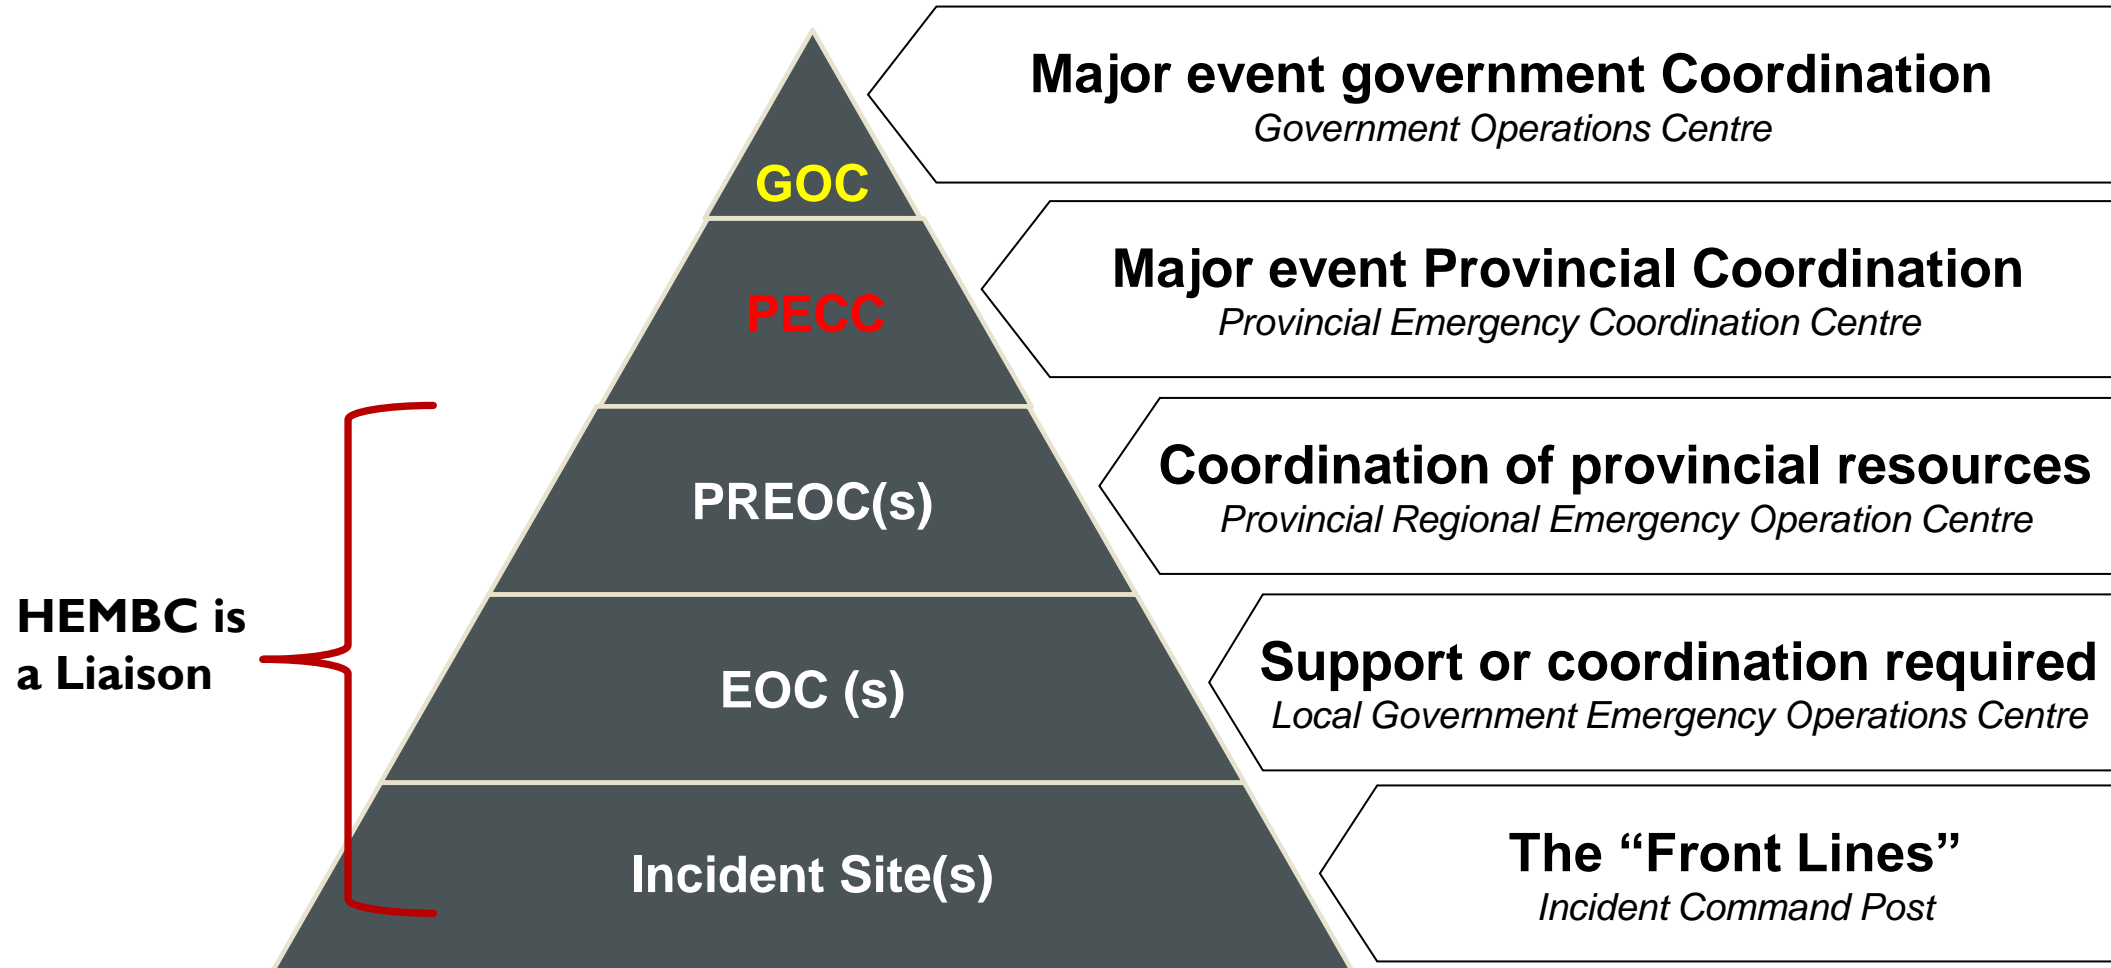 Major event government Coordination
Government Operations Centre
GOC
Major event Provincial Coordination
Provincial Emergency Coordination Centre
PECC
Coordination of provincial resources
Provincial Regional Emergency Operation Centre
PREOC(s)
HEMBC is
a Liaison
Support or coordination required
Local Government Emergency Operations Centre
EOC (s)
The “Front Lines”
Incident Command Post
Incident Site(s)